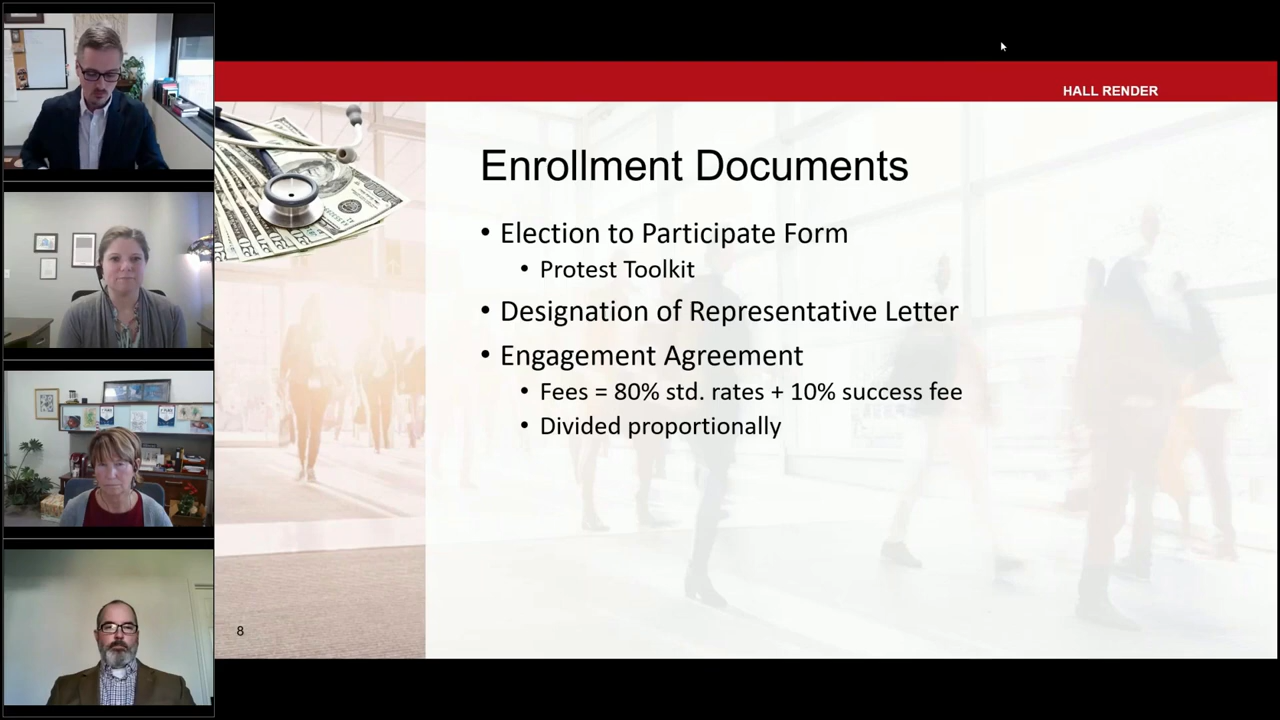 HALL RENDER
Enrollment Documents
• Election to Participate Form
• Protest Toolkit
• Designation of Representative Letter
• Engagement Agreement
• Fees = 80% std. rates + 10% success fee
• Divided proportionally
8